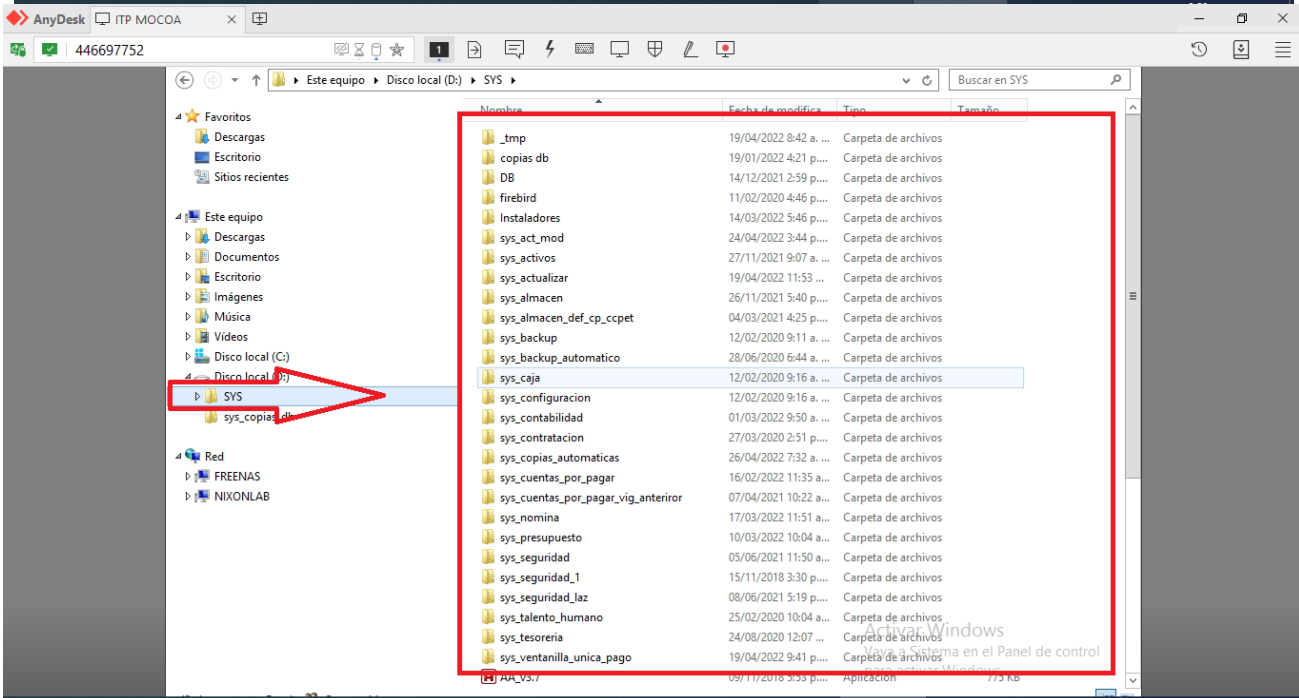 AnyDesk ITP MOCOA
446697752
1
Este equipo Disco local (D:) SYS
Buscar en SYS
Nombre Fecha de modifica... Tipo Tamaño
Favoritos
Descargas
Escritorio
Sitios recientes
Este equipo
Descargas
Documentos
Escritorio
Imágenes
Música
Vídeos
Disco local (C:)
Disco local (D:)
SYS
sys_copias_db
Red
FREENAS
NIXONLAB
_tmp 19/04/2022 8:42 a. ... Carpeta de archivos
copias db 19/01/2022 4:21 p.... Carpeta de archivos
DB 14/12/2021 2:59 p.... Carpeta de archivos
firebird 11/02/2020 4:46 p.... Carpeta de archivos
Instaladores 14/03/2022 5:46 p.... Carpeta de archivos
sys_act_mod 24/04/2022 3:44 p.... Carpeta de archivos
sys_activos 27/11/2021 9:07 a. ... Carpeta de archivos
sys_actualizar 19/04/2022 11:53 ... Carpeta de archivos
sys_almacen 26/11/2021 5:40 p.... Carpeta de archivos
sys_almacen_def_cp_ccpet 04/03/2021 4:25 p.... Carpeta de archivos
sys_backup 12/02/2020 9:11 a. ... Carpeta de archivos
sys_backup_automatico 28/06/2020 6:44 a. ... Carpeta de archivos
sys_caja 12/02/2020 9:16 a. ... Carpeta de archivos
sys_configuracion 12/02/2020 9:16 a. ... Carpeta de archivos
sys_contabilidad 01/03/2022 9:50 a. ... Carpeta de archivos
sys_contratacion 27/03/2020 2:51 p.... Carpeta de archivos
sys_copias_automaticas 26/04/2022 7:32 a. ... Carpeta de archivos
sys_cuentas_por_pagar 16/02/2022 11:35 a... Carpeta de archivos
sys_cuentas_por_pagar_vig_anteriror 07/04/2021 10:22 a... Carpeta de archivos
sys_nomina 17/03/2022 11:51 a... Carpeta de archivos
sys_presupuesto 10/03/2022 10:04 a... Carpeta de archivos
sys_seguridad 05/06/2021 11:50 a... Carpeta de archivos
sys_seguridad_1 15/11/2018 3:30 p.... Carpeta de archivos
sys_seguridad_laz 08/06/2021 5:19 p.... Carpeta de archivos
sys_talento_humano 25/02/2020 10:04 a... Carpeta de archivos
sys_tesoreria 24/08/2020 12:07 ... Carpeta de archivos
sys_ventanilla_unica_pago 19/04/2022 9:41 p.... Carpeta de archivos
AA_v3.7 09/11/2018 3:53 p.... Aplicación 773 KB
Activar Windows
Vaya a Sistema en el Panel de control
para activar Windows